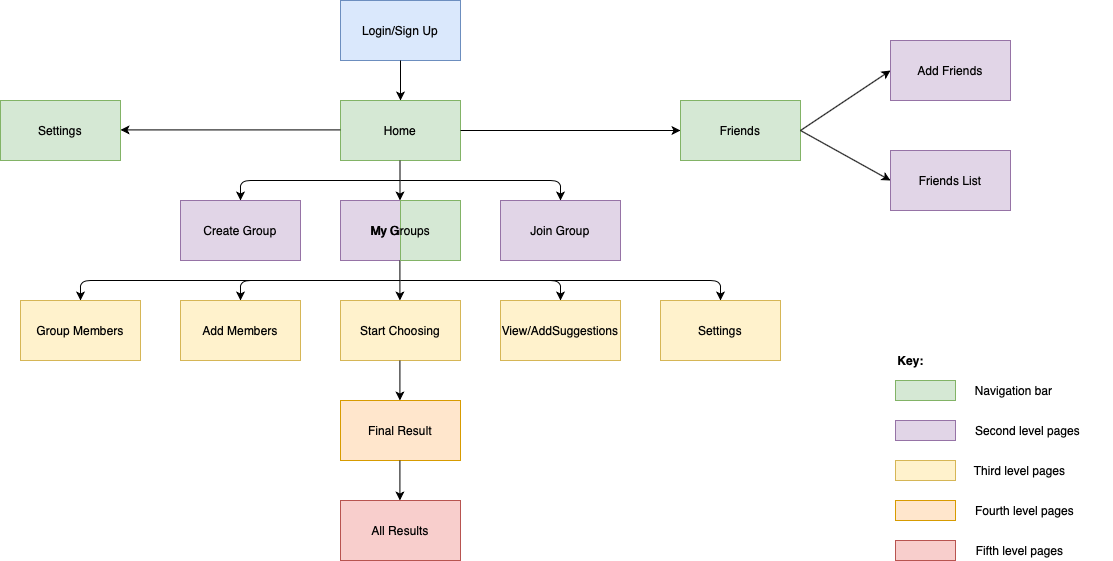 Login/Sign Up
Add Friends
Settings
Home
Friends
Friends List
Create Group
My Groups
Join Group
Group Members
Add Members
Start Choosing
View/AddSuggestions
Settings
Key:
Navigation bar
Final Result
Second level pages
Third level pages
Fourth level pages
All Results
Fifth level pages